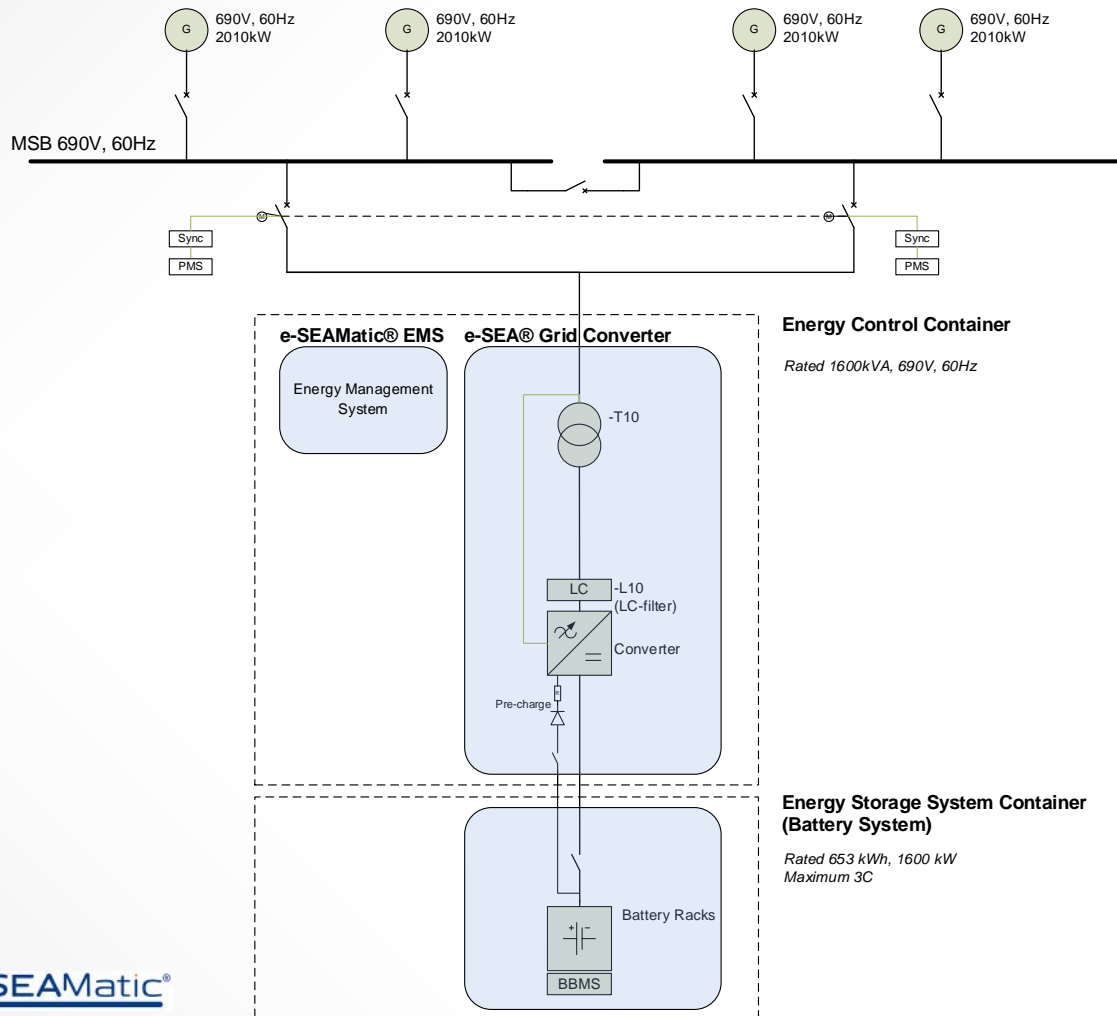 G
690V, 60Hz
2010kW
G
690V, 60Hz
2010kW
G
690V, 60Hz
2010kW
G
690V, 60Hz
2010kW
MSB 690V, 60Hz
M
M
Sync
PMS
Sync
PMS
e-SEAMatic® EMS
e-SEA® Grid Converter
Energy Control Container
Rated 1600kVA, 690V, 60Hz
Energy Management
System
-T10
LC
-L10
(LC-filter)
Converter
R
Pre-charge
Energy Storage System Container
(Battery System)
Rated 653 kWh, 1600 kW
Maximum 3C
Battery Racks
+ -
BBMS
SEAMatic®